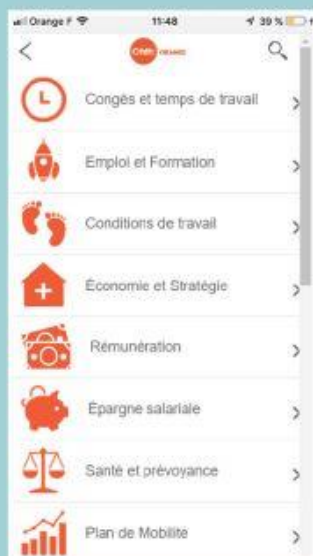 Orange F 11:48 39 %
Congés et temps de travail
Emploi et Formation
Conditions de travail
Économie et Stratégie
Rémunération
Epargne salariale
Santé et prévoyance
Plan de Mobilité